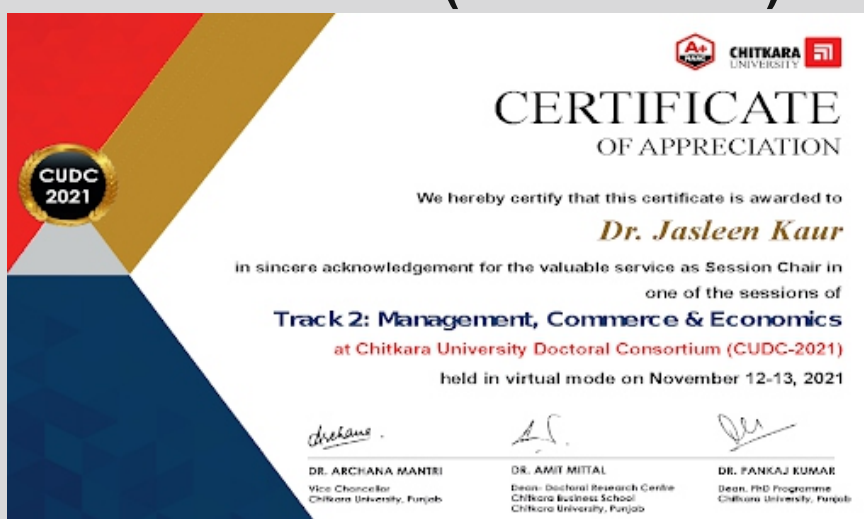 A+
NAAC
CHITKARA
UNIVERSITY
CERTIFICATE
OF APPRECIATION
CUDC
2021
We hereby certify that this certificate is awarded to
Dr. Jasleen Kaur
in sincere acknowledgement for the valuable service as Session Chair in
one of the sessions of
Track 2: Management, Commerce & Economics
at Chitkara University Doctoral Consortium (CUDC-2021)
held in virtual mode on November 12-13, 2021
DR. ARCHANA MANTRI
Vice Chancellor
Chitkara University, Punjab
DR. AMIT MITTAL
Dean- Doctoral Research Centre
Chitkara Business School
Chitkara University, Punjab
DR. PANKAJ KUMAR
Dean, PhD Programme
Chitkara University, Punjab